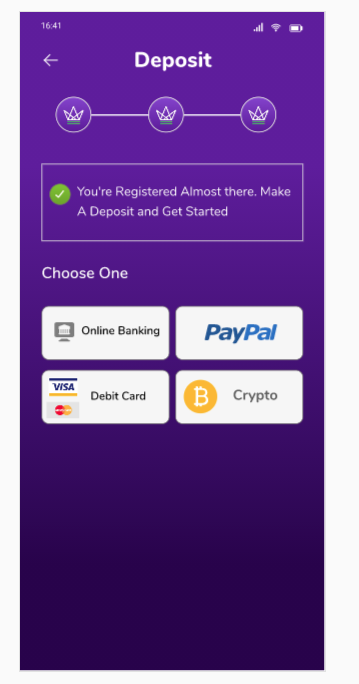 16:41
Deposit
You're Registered Almost there. Make
A Deposit and Get Started
Choose One
Online Banking
PayPal
VISA
Debit Card
Crypto